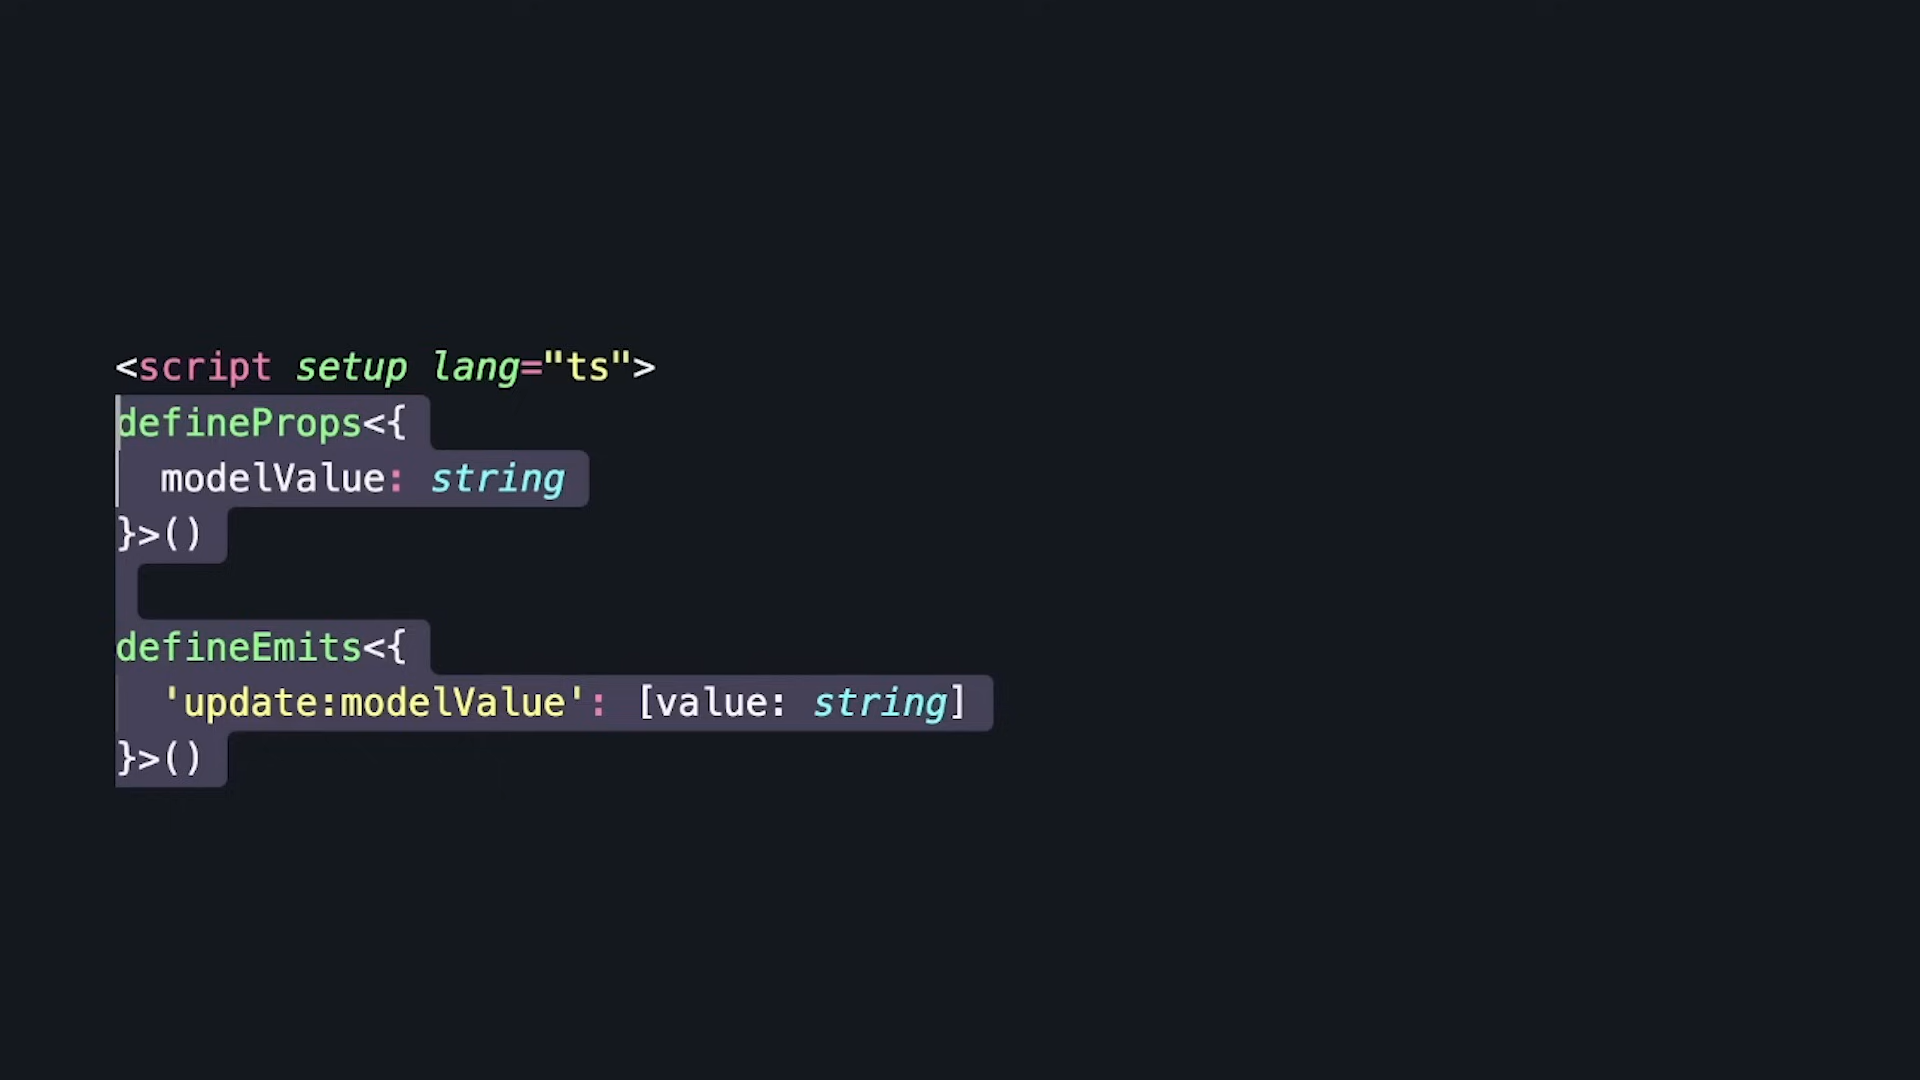 <script setup lang="ts">
defineProps<{
  modelValue: string
}>()

defineEmits<{
  'update:modelValue': [value: string]
}>()